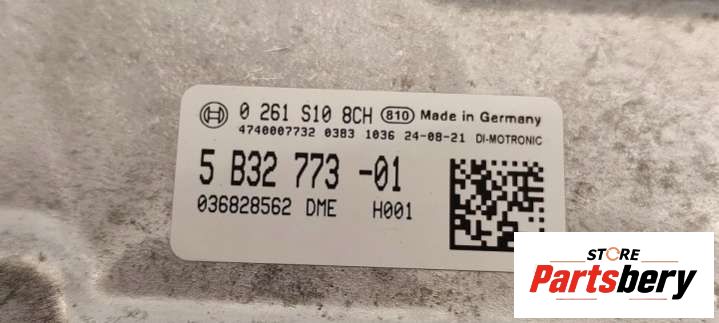 BOSCH 0 261 S10 8CH 810 Made in Germany
4740007732 0383 1036 24-08-21 DI-MOTRONIC
5 B32 773 -01
036828562 DME H001
STORE
Partsbery